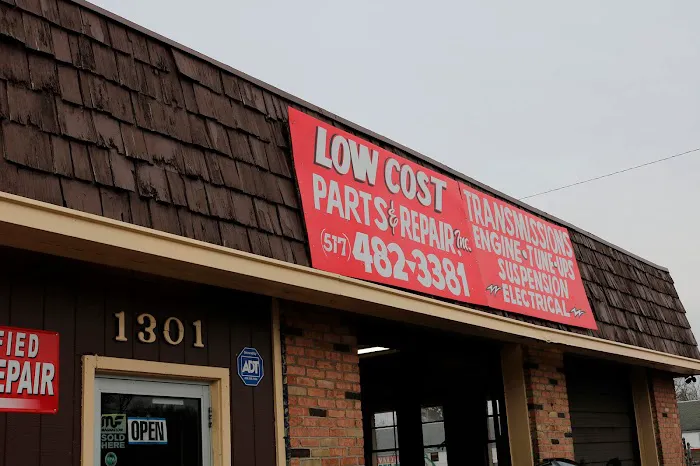 LOW COST
PARTS & REPAIR Inc.
(517) 482-3381
TRANSMISSIONS
ENGINE TUNE-UPS
SUSPENSION
ELECTRICAL
1301
FIED
EPAIR
ADT
SOLD
HERE
OPEN